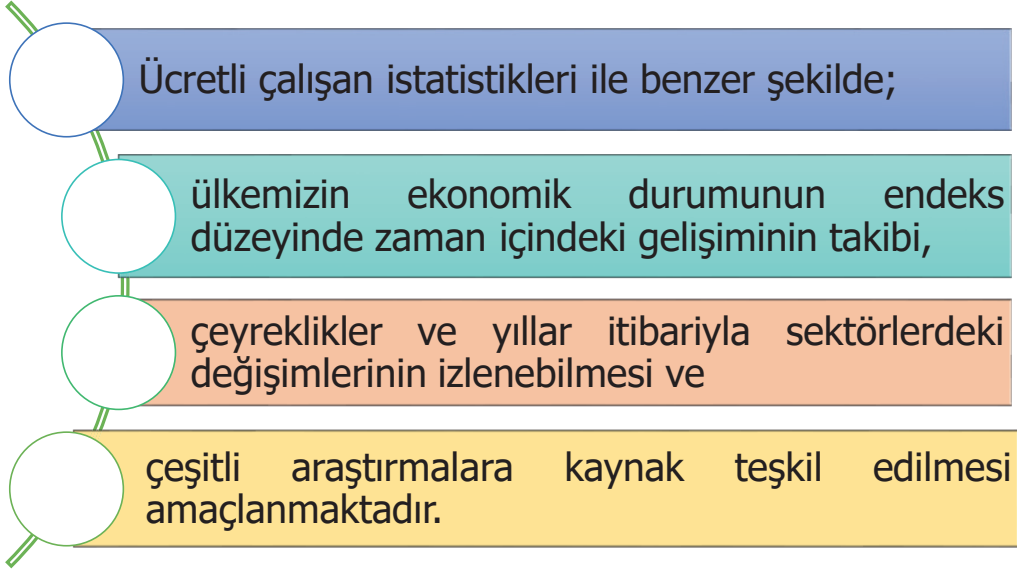 Ücretli çalışan istatistikleri ile benzer şekilde;
ülkemizin ekonomik durumunun endeks
düzeyinde zaman içindeki gelişiminin takibi,
çeyreklikler ve yıllar itibariyla sektörlerdeki
değişimlerinin izlenebilmesi ve
çeşitli araştırmalara kaynak teşkil edilmesi
amaçlanmaktadır.